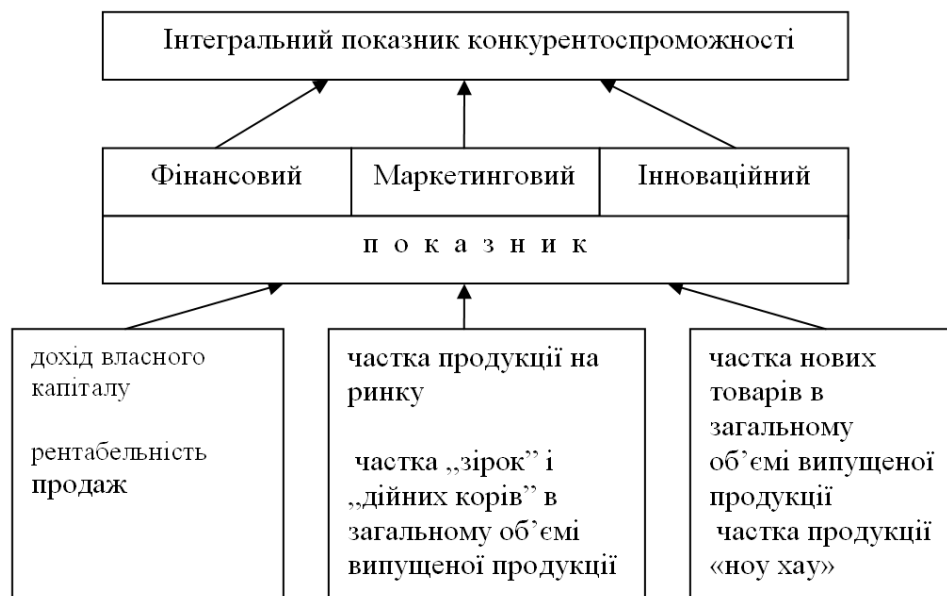 Інтегральний показник конкурентоспроможності
Фінансовий
Маркетинговий
Інноваційний
п о к а з н и к
дохід власного
капіталу
рентабельність
продаж
частка продукції на
ринку
частка „зірок” і
„дійних корів” в
загальному об’ємі
випущеної продукції
частка нових
товарів в
загальному
об’ємі випущеної
продукції
частка продукції
«ноу хау»